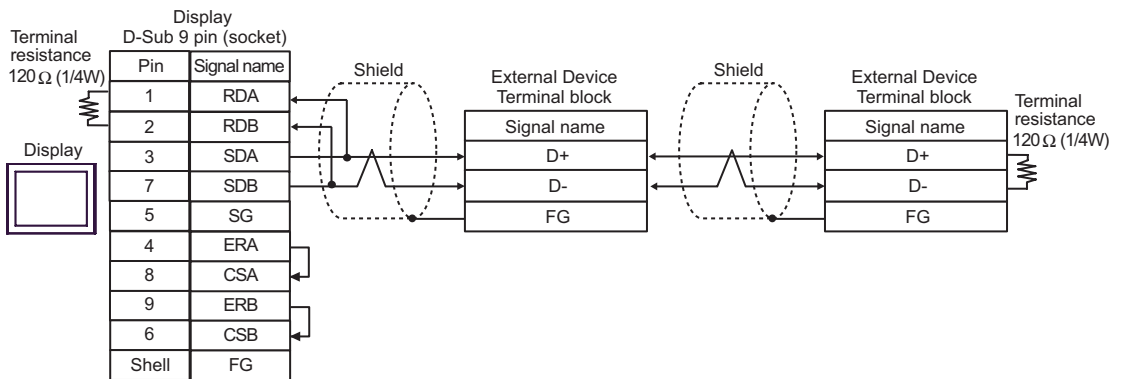 Display
D-Sub 9 pin (socket)
Terminal
resistance
120 Ω (1/4W)
Pin Signal name
1 RDA
2 RDB
3 SDA
7 SDB
5 SG
4 ERA
8 CSA
9 ERB
6 CSB
Shell FG
Display
Shield
External Device
Terminal block
Signal name
D+
D-
FG
Shield
External Device
Terminal block
Signal name
D+
D-
FG
Terminal
resistance
120 Ω (1/4W)